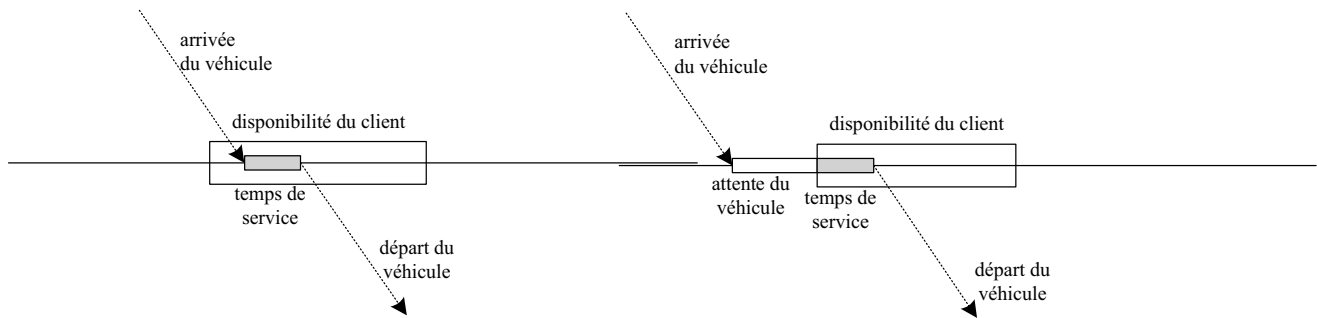 arrivée
du véhicule
disponibilité du client
temps de
service
départ du
véhicule
arrivée
du véhicule
disponibilité du client
attente du
véhicule
temps de
service
départ du
véhicule